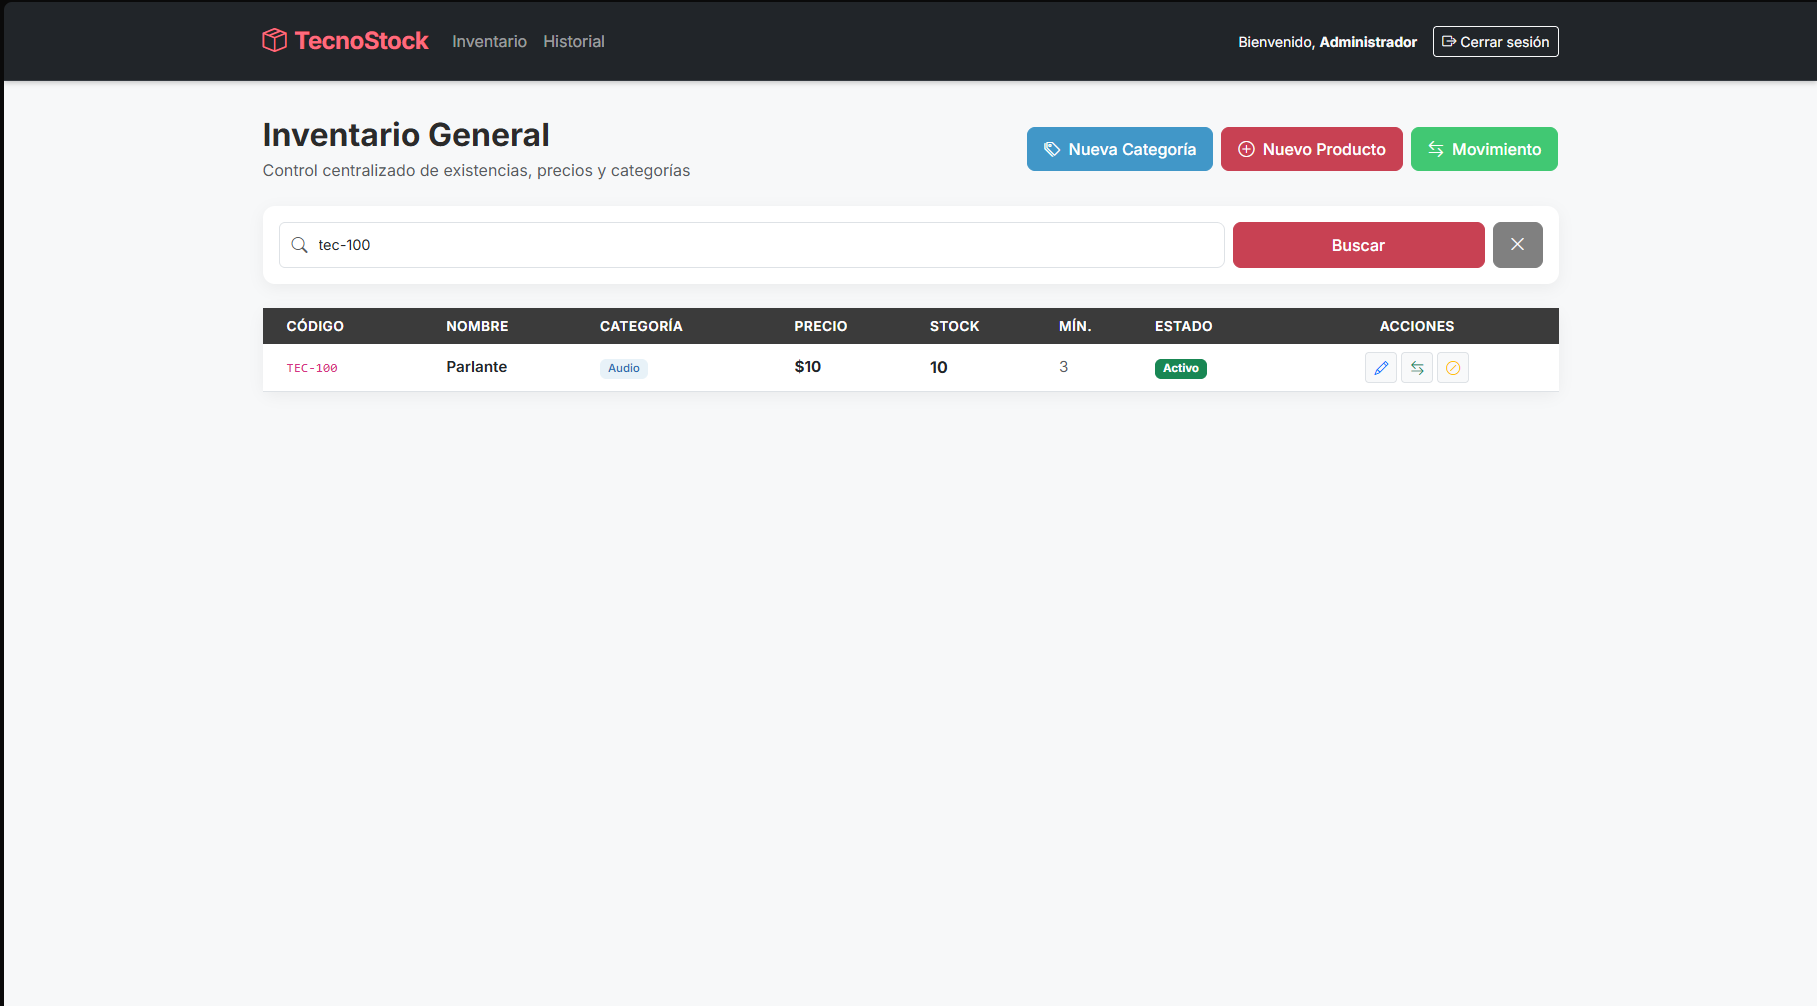 TecnoStock Inventario Historial Bienvenido, Administrador Cerrar sesión
Inventario General
Control centralizado de existencias, precios y categorías
Nueva Categoría Nuevo Producto Movimiento
tec-100 Buscar
CÓDIGO NOMBRE CATEGORÍA PRECIO STOCK MÍN. ESTADO ACCIONES
TEC-100 Parlante Audio $10 10 3 Activo